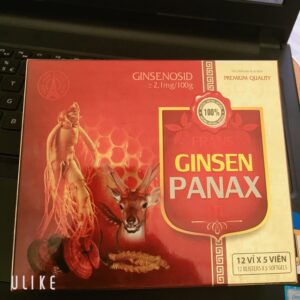 GINSENOSID
≥ 2,1mg/100g
PREMIUM QUALITY
100%
GINSEN
PANAX
12 VỈ X 5 VIÊN
12 BLISTERS X 5 SOFTGELS
ULIKE